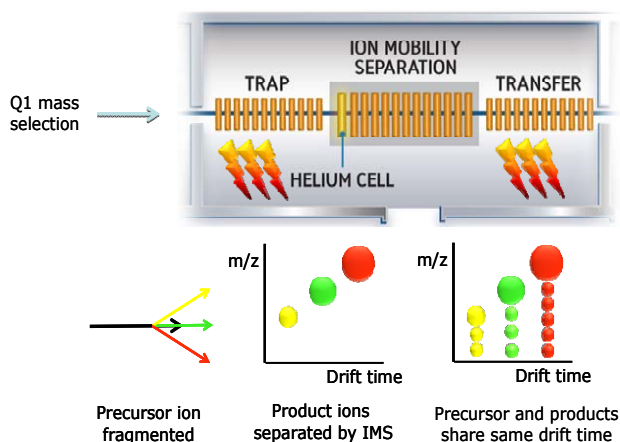 ION MOBILITY
SEPARATION
TRAP
TRANSFER
Q1 mass
selection
HELIUM CELL
m/z
m/z
Drift time
Drift time
Precursor ion
fragmented
Product ions
separated by IMS
Precursor and products
share same drift time